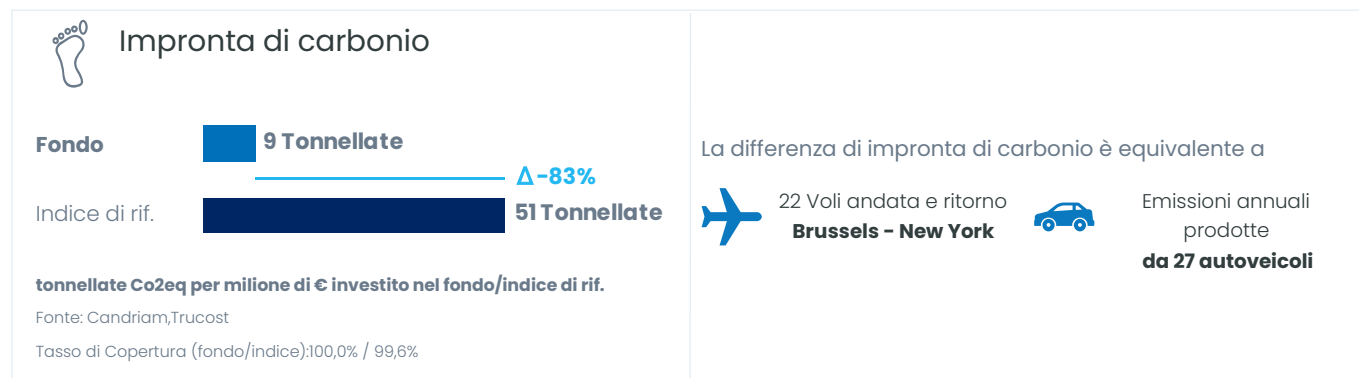 Impronta di carbonio
Fondo
9 Tonnellate
Δ-83%
Indice di rif.
51 Tonnellate
tonnellate Co2eq per milione di € investito nel fondo/indice di rif.
Fonte: Candriam,Trucost
Tasso di Copertura (fondo/indice):100,0% / 99,6%
La differenza di impronta di carbonio è equivalente a
22 Voli andata e ritorno
Brussels - New York
Emissioni annuali
prodotte
da 27 autoveicoli